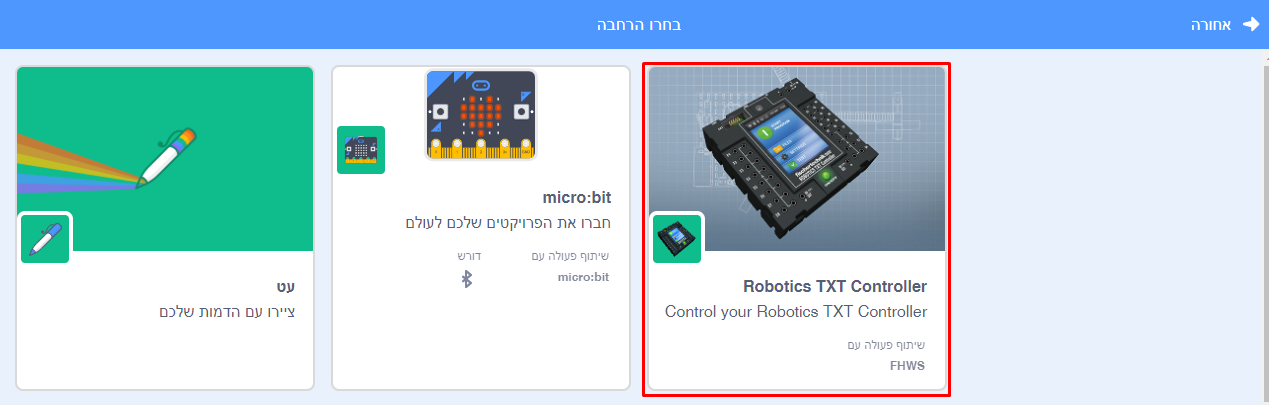 אחורה
בחרו הרחבה
Robotics TXT Controller
Control your Robotics TXT Controller
שיתוף פעולה עם
FHWS
micro:bit
חברו את הפרויקטים שלכם לעולם
שיתוף פעולה עם
micro:bit
דורש
עט
ציירו עם הדמות שלכם